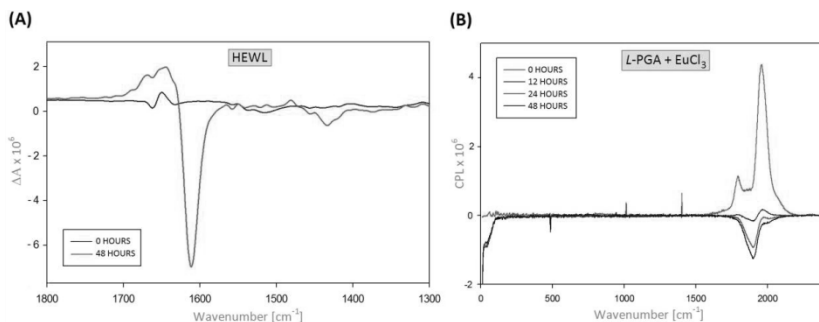 (A)
HEWL
ΔA x 10⁶
2
0
- 2
- 4
- 6
0 HOURS
48 HOURS
1800 1700 1600 1500 1400 1300
Wavenumber [cm⁻¹]
(B)
L-PGA + EuCl₃
CPL x 10⁶
4
2
0
-2
0 HOURS
12 HOURS
24 HOURS
48 HOURS
0 500 1000 1500 2000
Wavenumber [cm⁻¹]